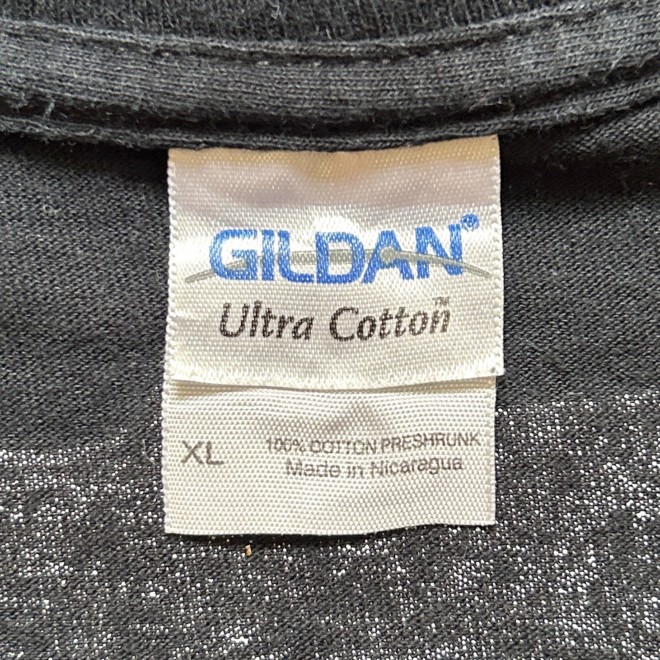 GILDAN®
Ultra Cotton™
XL
100% COTTON PRESHRUNK
Made in Nicaragua